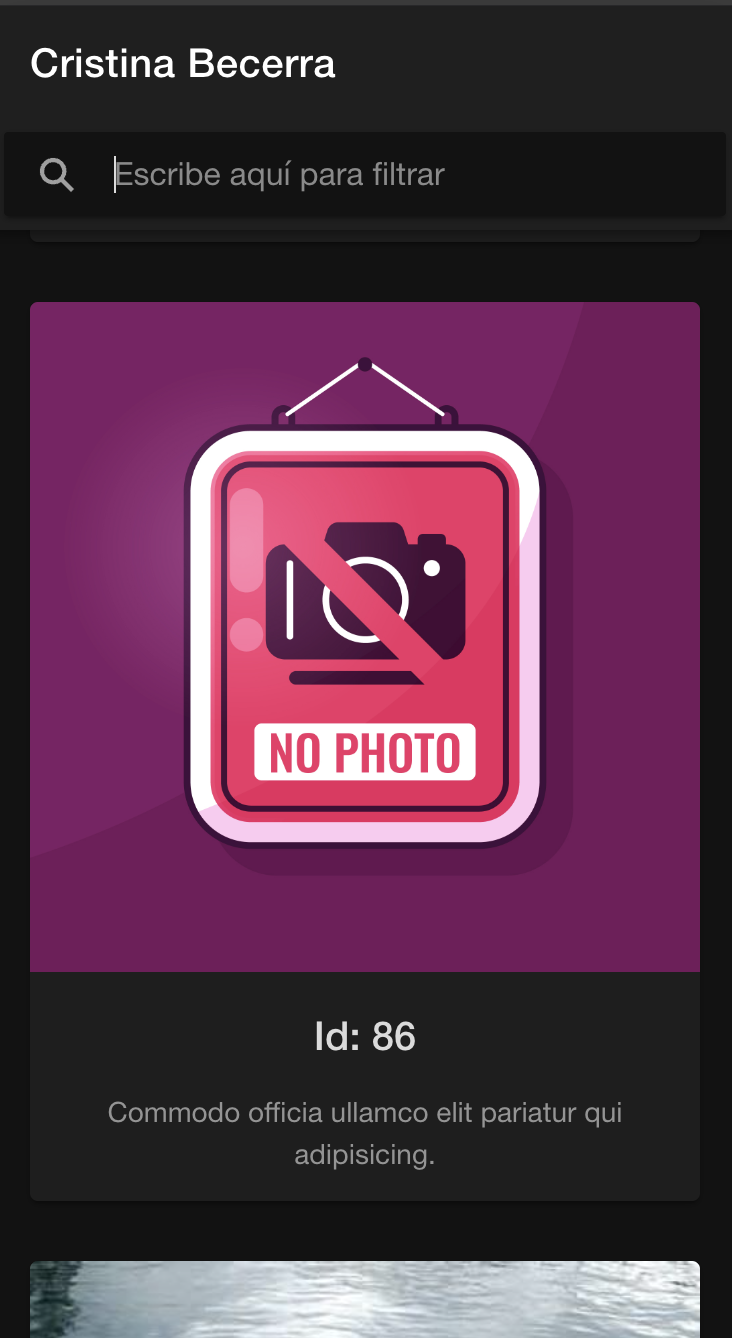 Cristina Becerra
Escribe aquí para filtrar
NO PHOTO
Id: 86
Commodo officia ullamco elit pariatur qui
adipisicing.